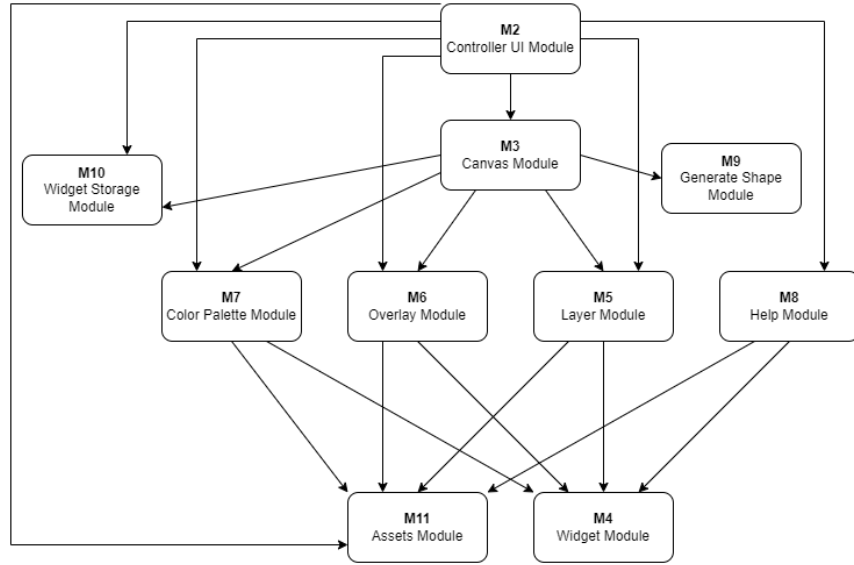 M2
Controller UI Module
M3
Canvas Module
M10
Widget Storage
Module
M9
Generate Shape
Module
M7
Color Palette Module
M6
Overlay Module
M5
Layer Module
M8
Help Module
M11
Assets Module
M4
Widget Module